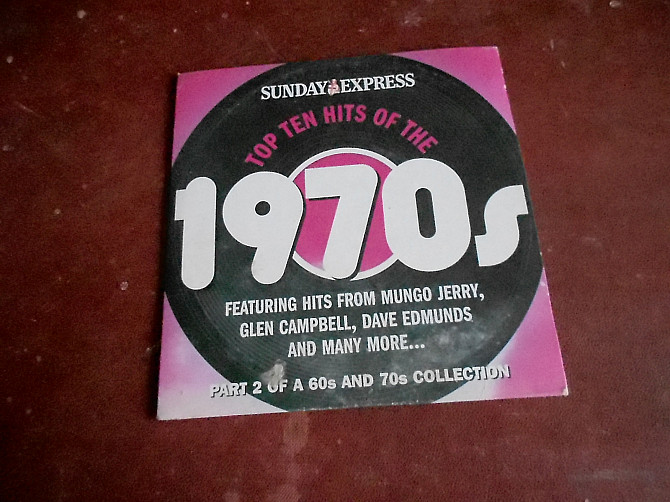 SUNDAY EXPRESS
TOP TEN HITS OF THE
1970s
FEATURING HITS FROM MUNGO JERRY,
GLEN CAMPBELL, DAVE EDMUNDS
AND MANY MORE...
PART 2 OF A 60s AND 70s COLLECTION